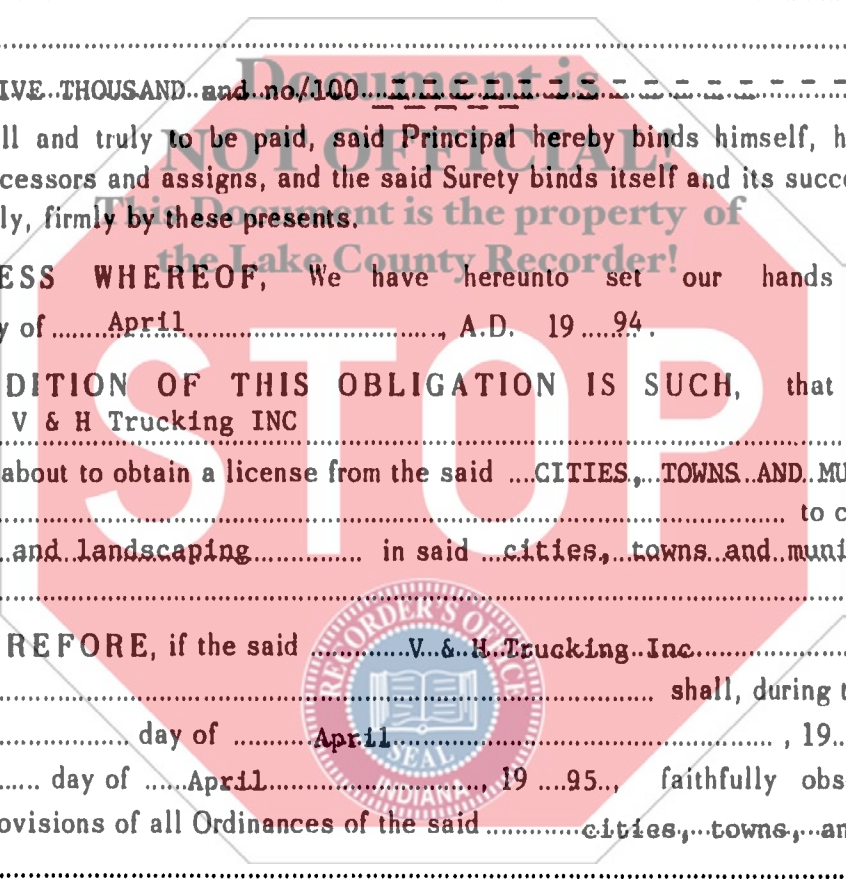 Document is
IVE THOUSAND and no/100
NOT OFFICIAL!
ll and truly to be paid, said Principal hereby binds himself, h
cessors and assigns, and the said Surety binds itself and its succe
This Document is the property of
ly, firmly by these presents.
the Lake County Recorder!
ESS WHEREOF, We have hereunto set our hands
y of April, A.D. 19 94.
STOP
DITION OF THIS OBLIGATION IS SUCH, that
V & H Trucking INC
about to obtain a license from the said CITIES, TOWNS AND MU
to c
and landscaping in said cities, towns and muni
RECORDER'S OFFICE
REFORE, if the said V & H Trucking Inc
shall, during t
day of April, 19
SEAL
day of April, 19 95, faithfully obs
INDIANA
ovisions of all Ordinances of the said cities, towns, an